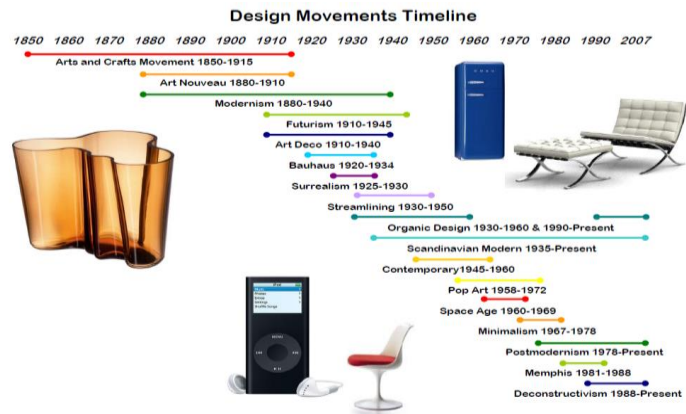 Design Movements Timeline
1850 1860 1870 1880 1890 1900 1910 1920 1930 1940 1950 1960 1970 1980 1990 2007
Arts and Crafts Movement 1850-1915
Art Nouveau 1880-1910
Modernism 1880-1940
Futurism 1910-1945
Art Deco 1910-1940
Bauhaus 1920-1934
Surrealism 1925-1930
Streamlining 1930-1950
Organic Design 1930-1960 & 1990-Present
Scandinavian Modern 1935-Present
Contemporary1945-1960
Pop Art 1958-1972
Space Age 1960-1969
Minimalism 1967-1978
Postmodernism 1978-Present
Memphis 1981-1988
Deconstructivism 1988-Present
MENU